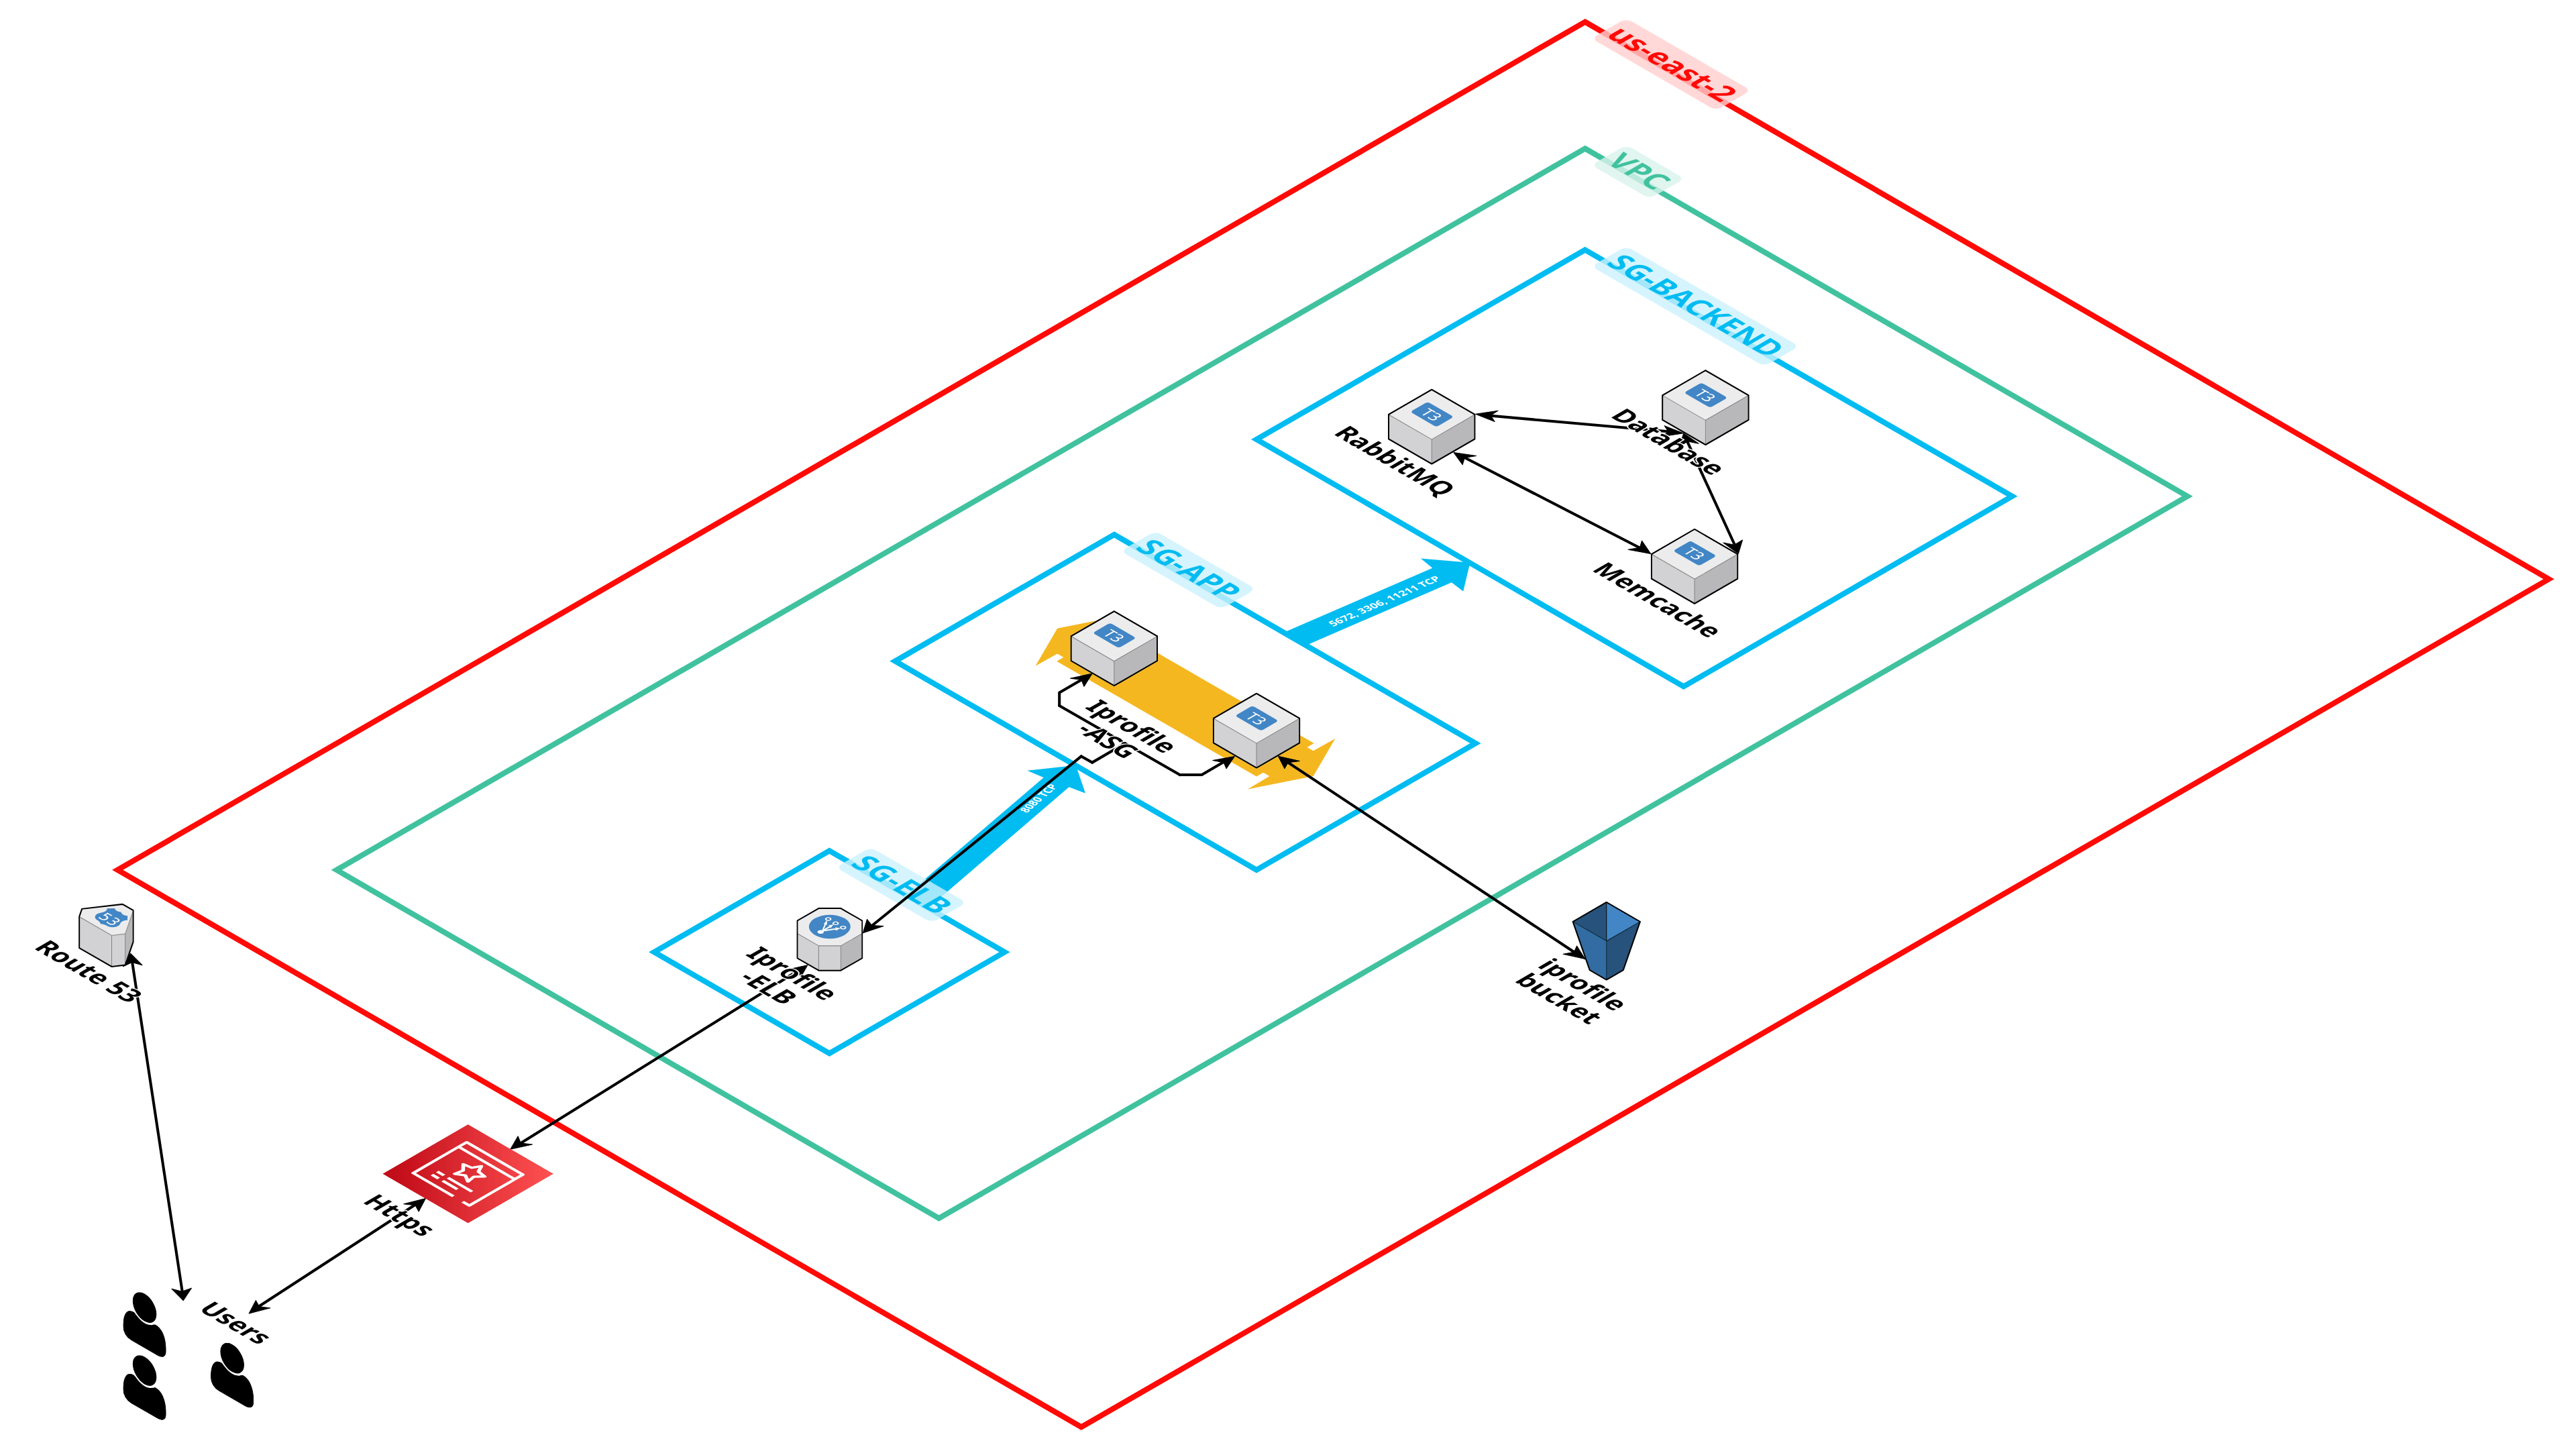 us-east-2
VPC
SG-BACKEND
T3
Database
T3
RabbitMQ
T3
Memcache
5672, 3306, 11211 TCP
SG-APP
T3
T3
Iprofile
-ASG
8080 TCP
SG-ELB
Iprofile
-ELB
iprofile
bucket
53
Route 53
Https
Users